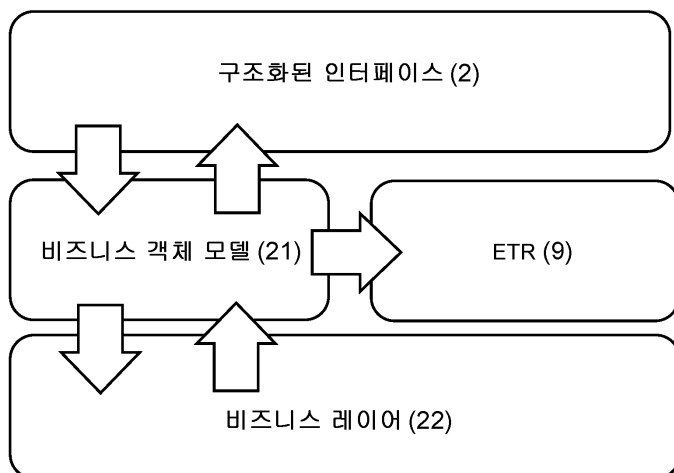 구조화된 인터페이스 (2)
비즈니스 객체 모델 (21)
ETR (9)
비즈니스 레이어 (22)